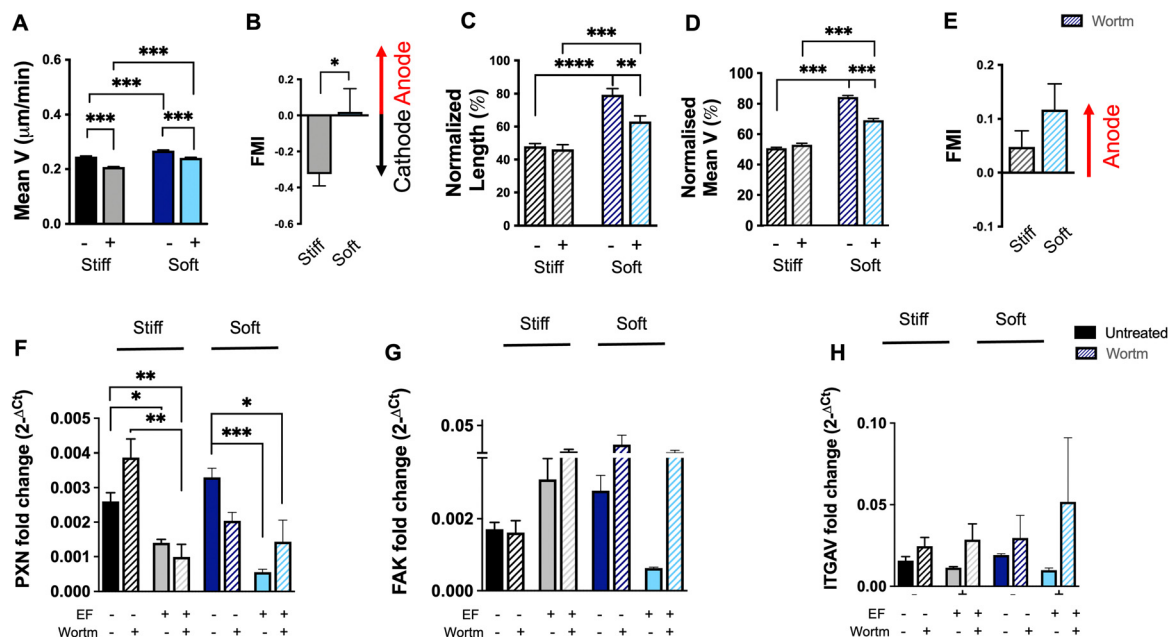 A
Mean V (μm/min)
0.6
0.4
0.2
0.0
***
***
***
***
- + - +
Stiff Soft
B
FMI
0.2
0.0
-0.2
-0.4
-0.6
*
Stiff
Soft
Cathode Anode
C
Normalized
Length (%)
100
80
60
40
20
0
***
**** **
- + - +
Stiff Soft
D
Normalised
Mean V (%)
100
80
60
40
20
0
***
*** ***
- + - +
Stiff Soft
E
Wortm
FMI
0.2
0.1
0.0
-0.1
Stiff
Soft
Anode
F
Stiff Soft
PXN fold change (2-ΔCt)
0.005
0.004
0.003
0.002
0.001
0.000
**
*
**
*
***
EF - - + + - - + +
Wortm - + - + - + - +
G
Stiff Soft
FAK fold change (2-ΔCt)
0.05
0.002
0.000
EF - - + + - - + +
Wortm - + - + - + - +
H
Stiff Soft
Untreated
Wortm
ITGAV fold change (2-ΔCt)
0.10
0.05
0.00
- + - +
EF - - + + - - + +
Wortm - + - + - + - +